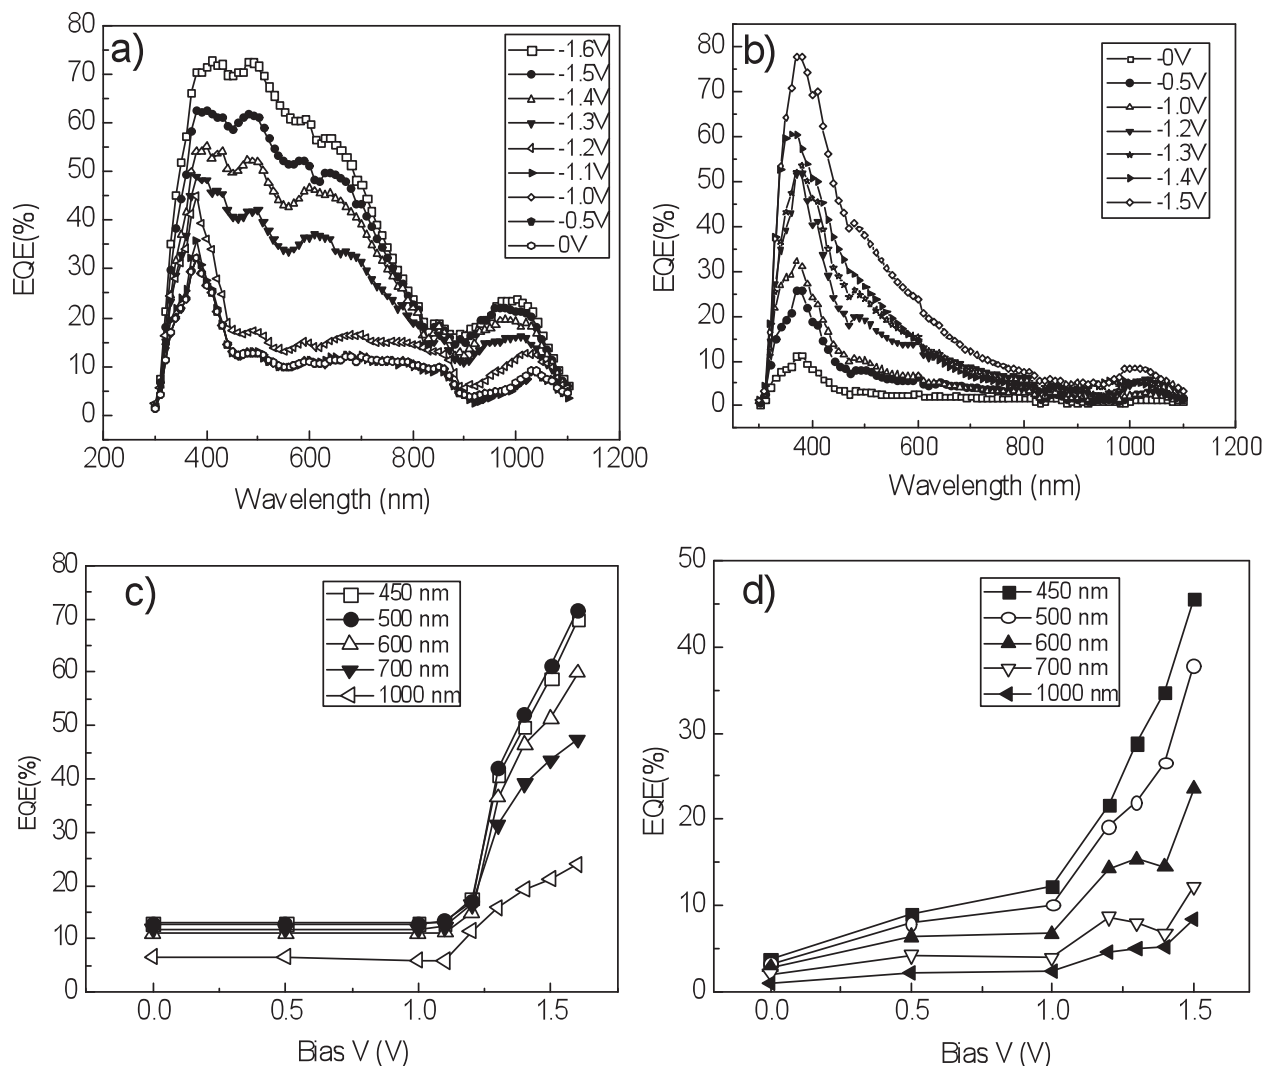 a)
80
70
60
50
40
30
20
10
0
EQE(%)
-1.6V
-1.5V
-1.4V
-1.3V
-1.2V
-1.1V
-1.0V
-0.5V
0V
200 400 600 800 1000 1200
Wavelength (nm)
b)
80
70
60
50
40
30
20
10
0
EQE(%)
-0V
-0.5V
-1.0V
-1.2V
-1.3V
-1.4V
-1.5V
400 600 800 1000 1200
Wavelength (nm)
c)
80
70
60
50
40
30
20
10
0
EQE(%)
450 nm
500 nm
600 nm
700 nm
1000 nm
0.0 0.5 1.0 1.5
Bias V (V)
d)
50
40
30
20
10
0
EQE(%)
450 nm
500 nm
600 nm
700 nm
1000 nm
0.0 0.5 1.0 1.5
Bias V (V)